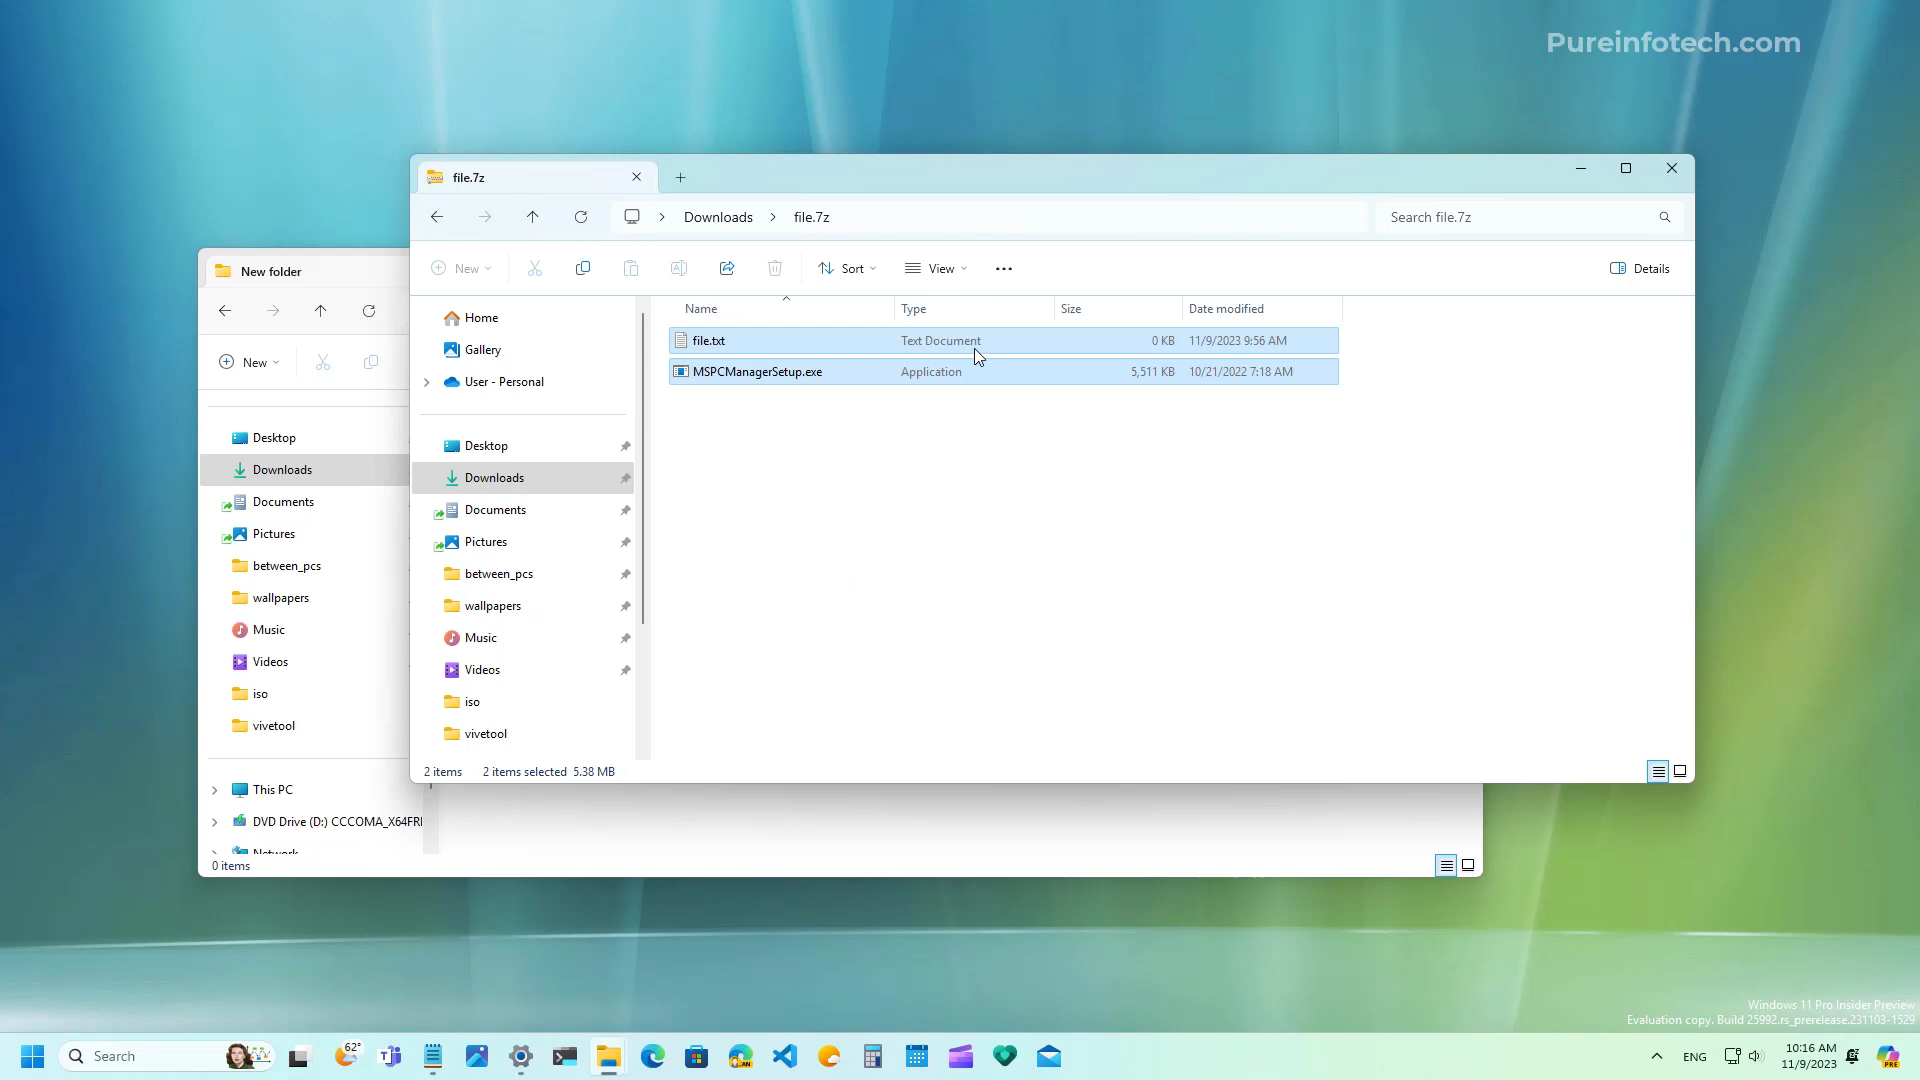 Pureinfotech.com
file.7z
Downloads
file.7z
Search file.7z
New
Sort
View
Details
Name
Type
Size
Date modified
Home
Gallery
User - Personal
Desktop
Downloads
Documents
Pictures
between_pcs
wallpapers
Music
Videos
iso
vivetool
file.txt
Text Document
0 KB
11/9/2023 9:56 AM
MSPCManagerSetup.exe
Application
5,511 KB
10/21/2022 7:18 AM
2 items
2 items selected 5.38 MB
New folder
New
Desktop
Downloads
Documents
Pictures
between_pcs
wallpapers
Music
Videos
iso
vivetool
This PC
DVD Drive (D:) CCCOMA_X64FR
Network
0 items
Windows 11 Pro Insider Preview
Evaluation copy. Build 25992.rs_prerelease.231103-1529
Search
62°
ENG
10:16 AM
11/9/2023
PRE